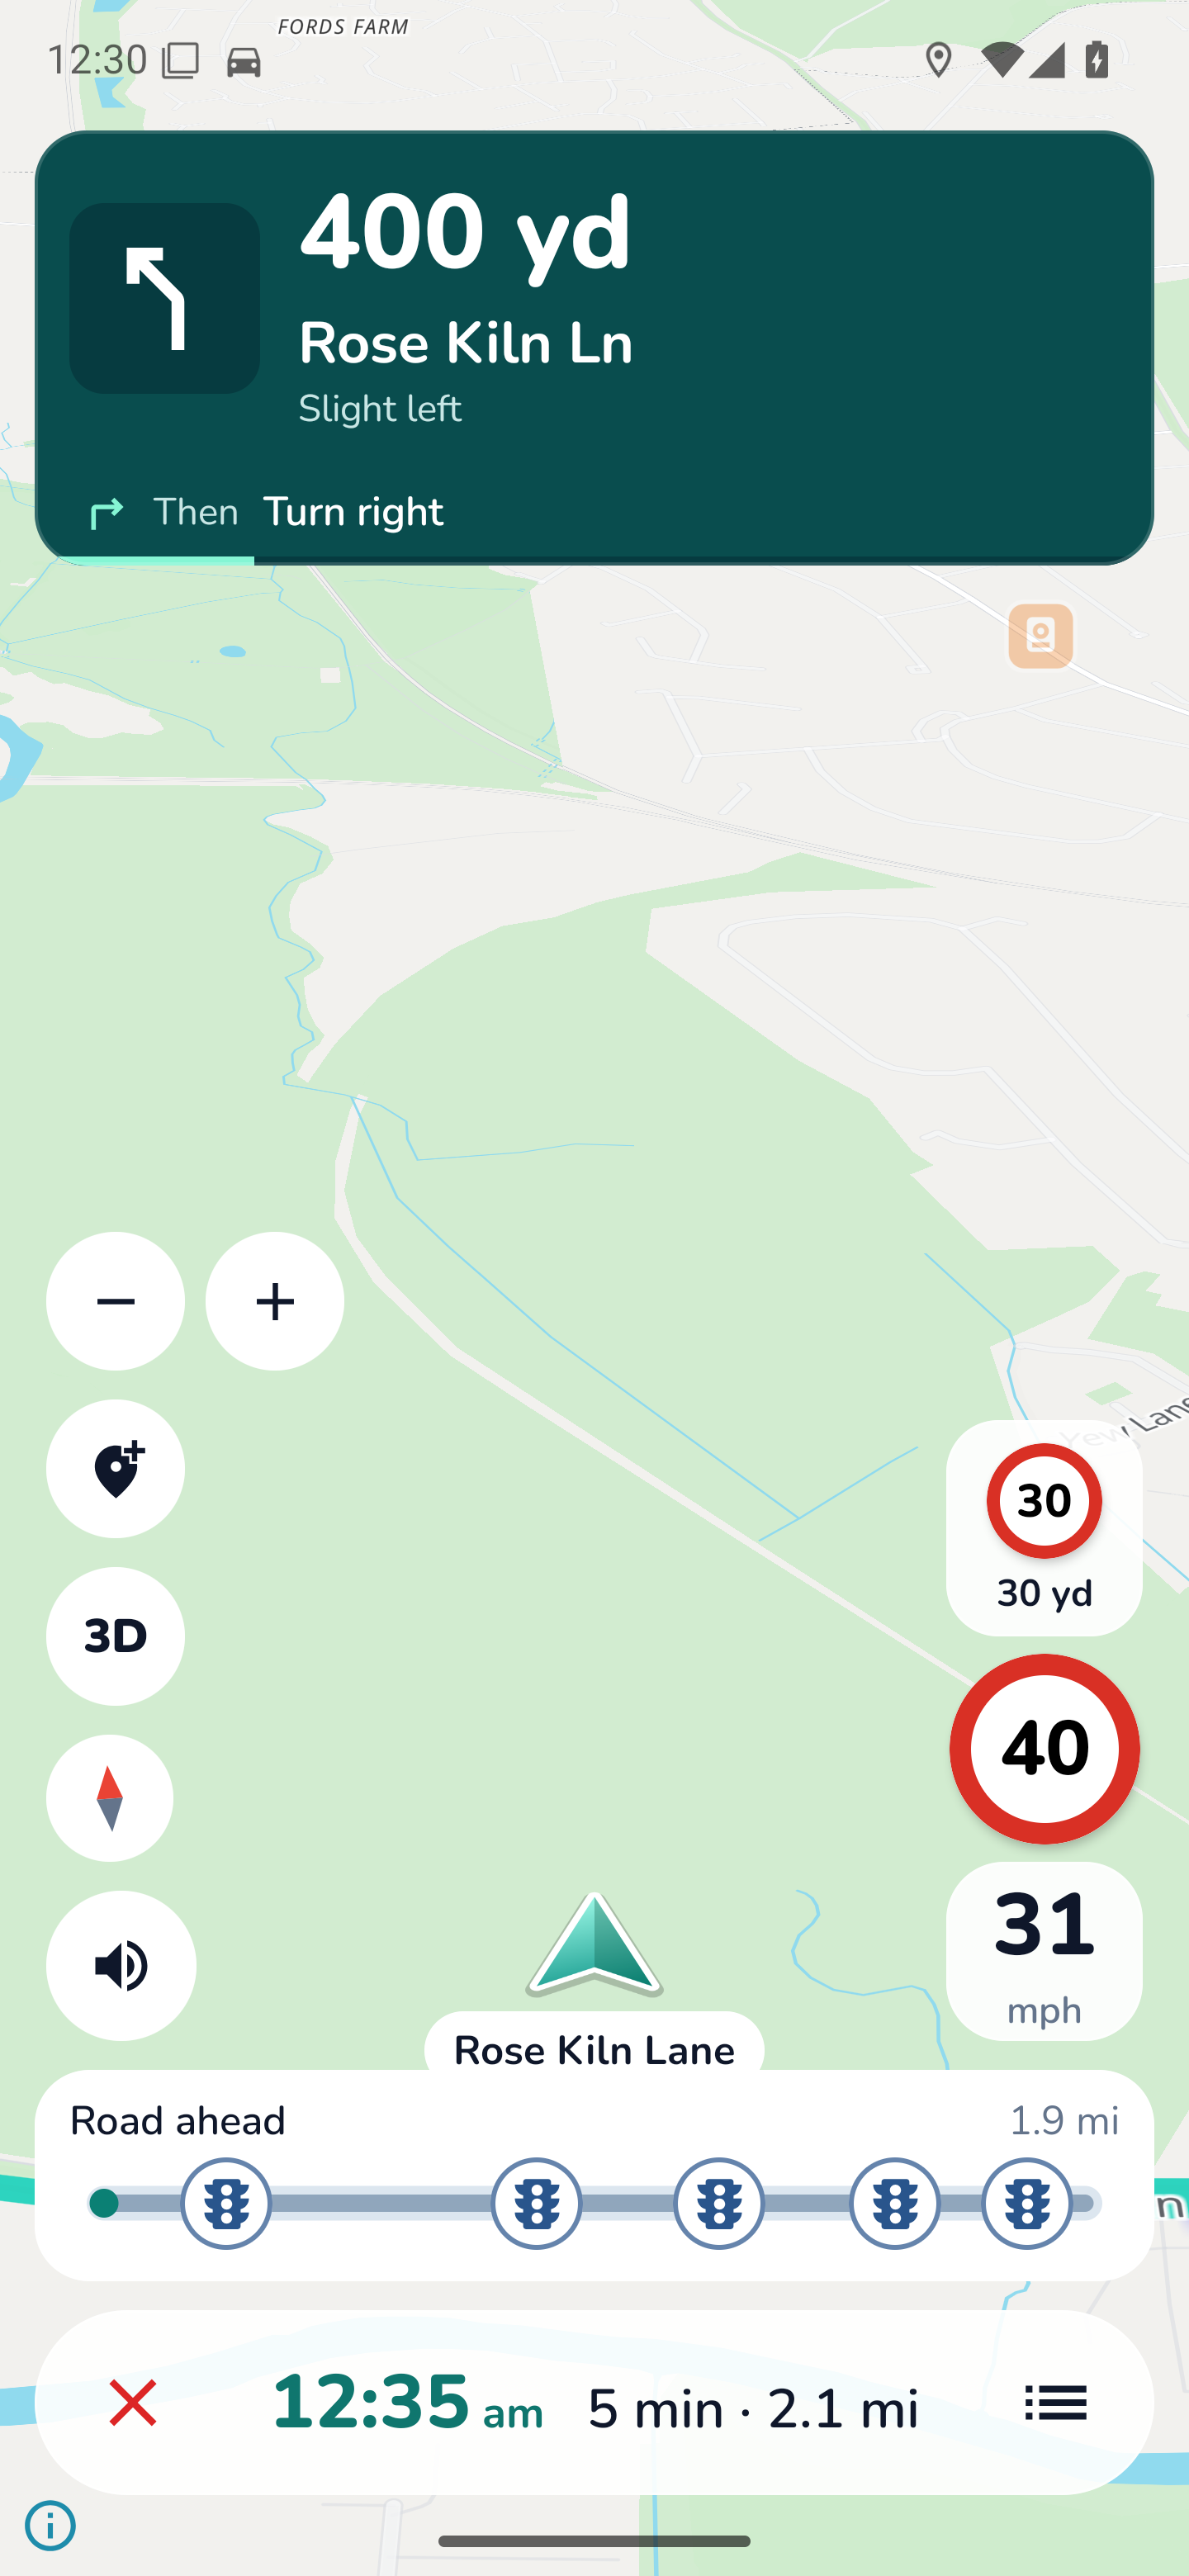 FORDS FARM
12:30
400 yd
Rose Kiln Ln
Slight left
Then Turn right
Yew Lane
30
30 yd
3D
40
31
mph
Rose Kiln Lane
Road ahead
1.9 mi
12:35 am
5 min · 2.1 mi